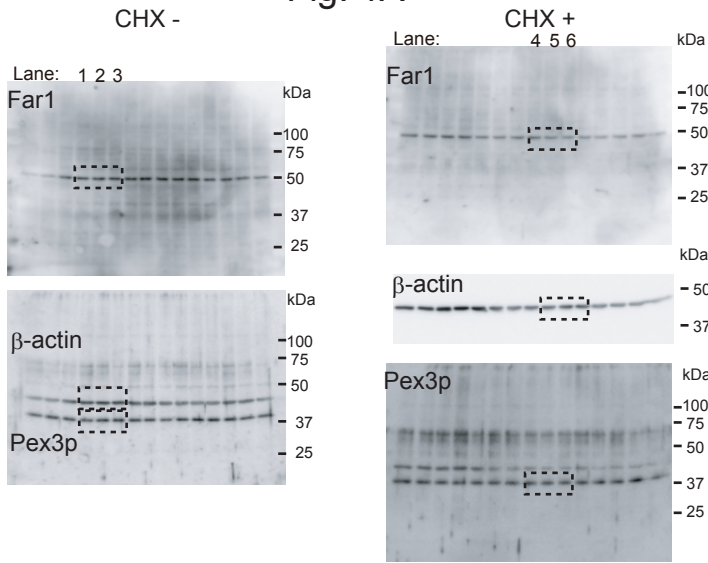 CHX -
Lane: 1 2 3
Far1
kDa
100
75
50
37
25
β-actin
Pex3p
kDa
100
75
50
37
25
CHX +
Lane: 4 5 6
Far1
kDa
100
75
50
37
25
β-actin
kDa
50
37
Pex3p
kDa
100
75
50
37
25